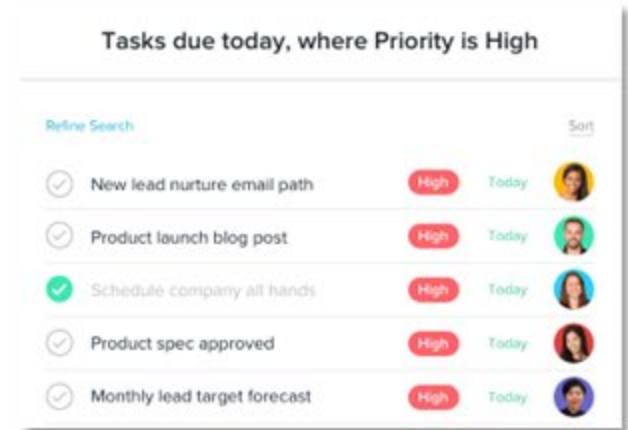 Tasks due today, where Priority is High
Refine Search Sort
New lead nurture email path High Today
Product launch blog post High Today
Schedule company all hands High Today
Product spec approved High Today
Monthly lead target forecast High Today